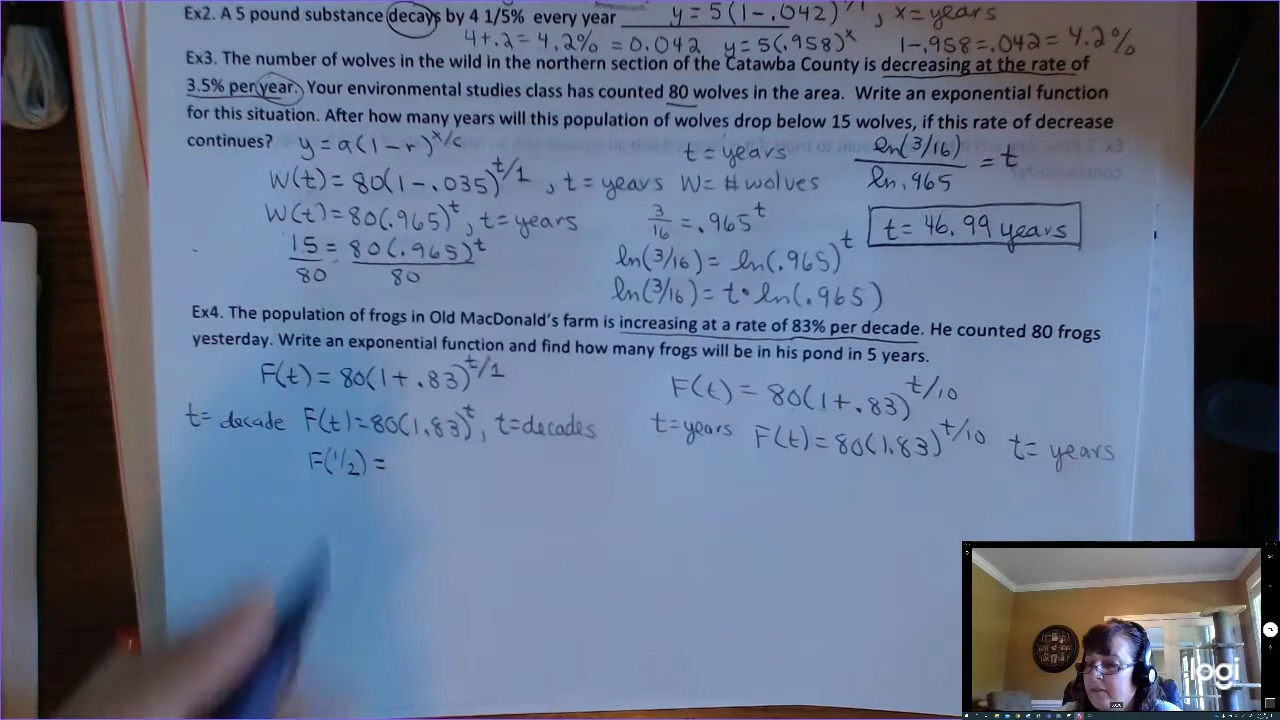 Ex2. A 5 pound substance decays by 4 1/5% every year y = 5(1-.042)^x/1, x = years
4+.2 = 4.2% = 0.042 y = 5(.958)^x 1-.958 = .042 = 4.2%
Ex3. The number of wolves in the wild in the northern section of the Catawba County is decreasing at the rate of
3.5% per year. Your environmental studies class has counted 80 wolves in the area. Write an exponential function
for this situation. After how many years will this population of wolves drop below 15 wolves, if this rate of decrease
continues? y = a(1-r)^x/c
W(t) = 80(1-.035)^t/1, t = years W = # wolves
W(t) = 80(.965)^t, t = years
15/80 = 80(.965)^t/80
t = years
3/16 = .965^t
ln(3/16) = ln(.965)^t
ln(3/16) = t • ln(.965)
ln(3/16)/ln .965 = t
t = 46.99 years
Ex4. The population of frogs in Old MacDonald's farm is increasing at a rate of 83% per decade. He counted 80 frogs
yesterday. Write an exponential function and find how many frogs will be in his pond in 5 years.
F(t) = 80(1+.83)^t/1
t = decade F(t) = 80(1.83)^t, t = decades
F(1/2) =
F(t) = 80(1+.83)^t/10
t = years F(t) = 80(1.83)^t/10 t = years
logi